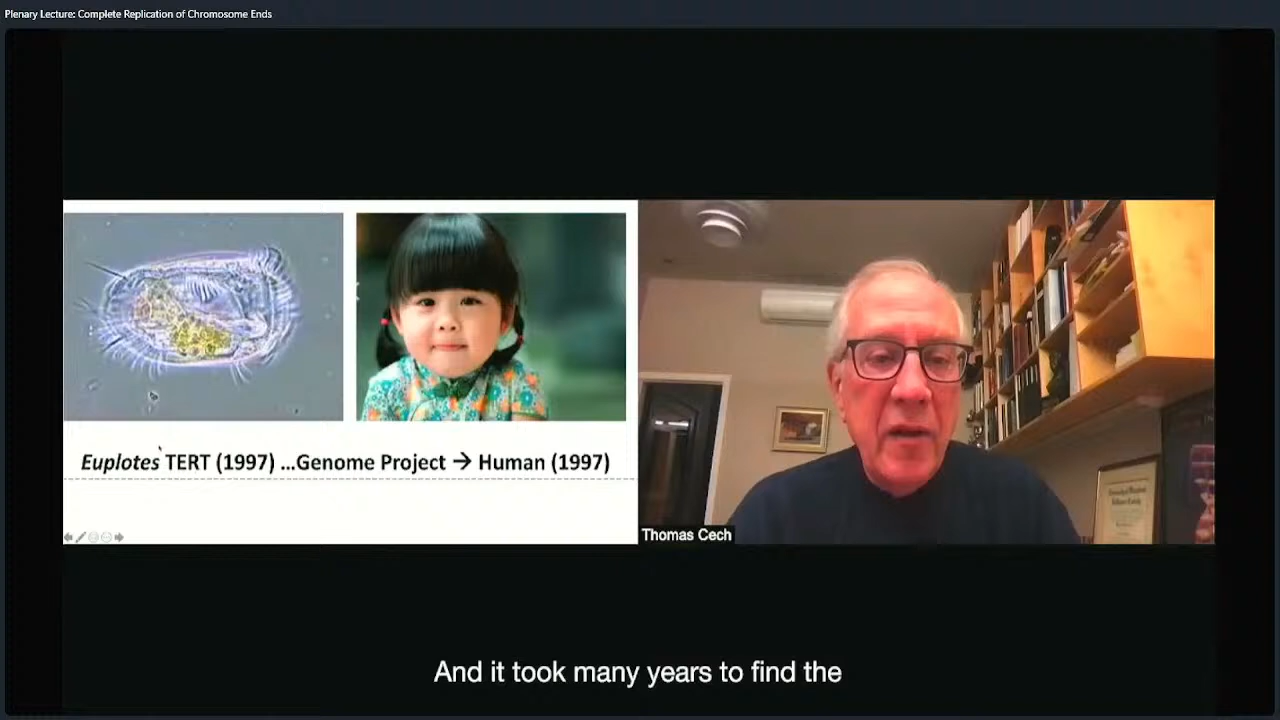 Plenary Lecture: Complete Replication of Chromosome Ends
Euplotes TERT (1997) ...Genome Project → Human (1997)
Thomas Cech
And it took many years to find the